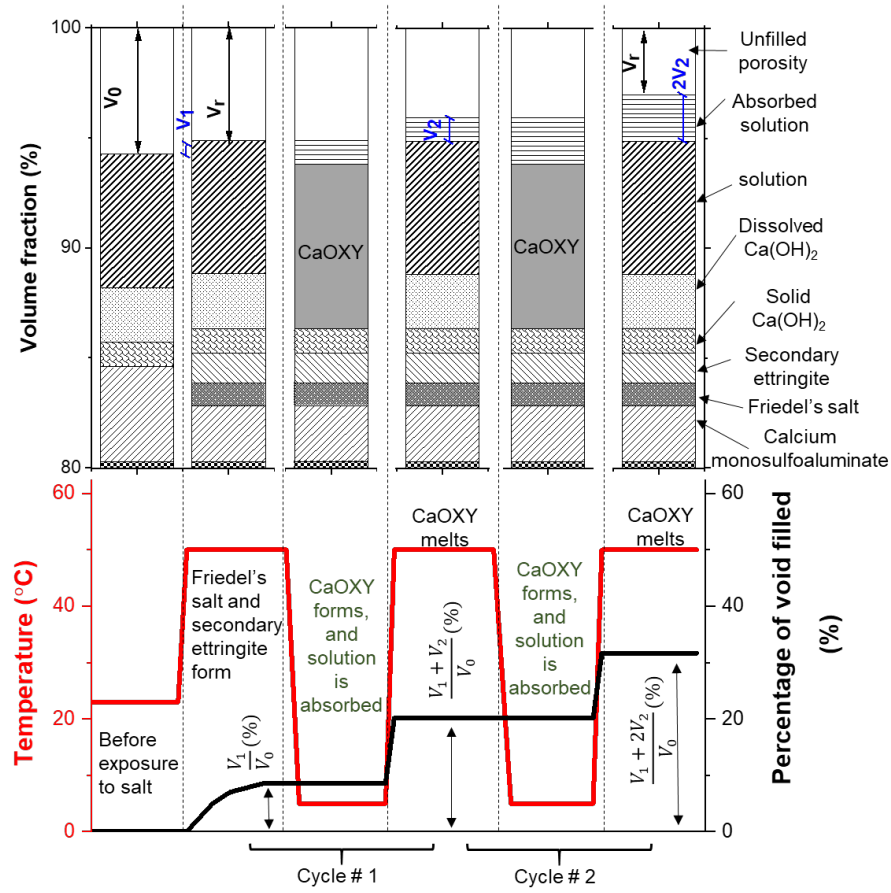 100
90
80
Volume fraction (%)
V0
V1
Vr
V2
Vr
2V2
CaOXY
CaOXY
Unfilled
porosity
Absorbed
solution
solution
Dissolved
Ca(OH)2
Solid
Ca(OH)2
Secondary
ettringite
Friedel's salt
Calcium
monosulfoaluminate
60
40
20
0
Temperature (°C)
Before
exposure
to salt
Friedel's
salt and
secondary
ettringite
form
V1/V0 (%)
CaOXY
forms,
and
solution
is
absorbed
CaOXY
melts
V1 + V2/V0 (%)
CaOXY
forms,
and
solution
is
absorbed
CaOXY
melts
V1 + 2V2/V0 (%)
60
40
20
0
Percentage of void filled
(%)
Cycle # 1
Cycle # 2